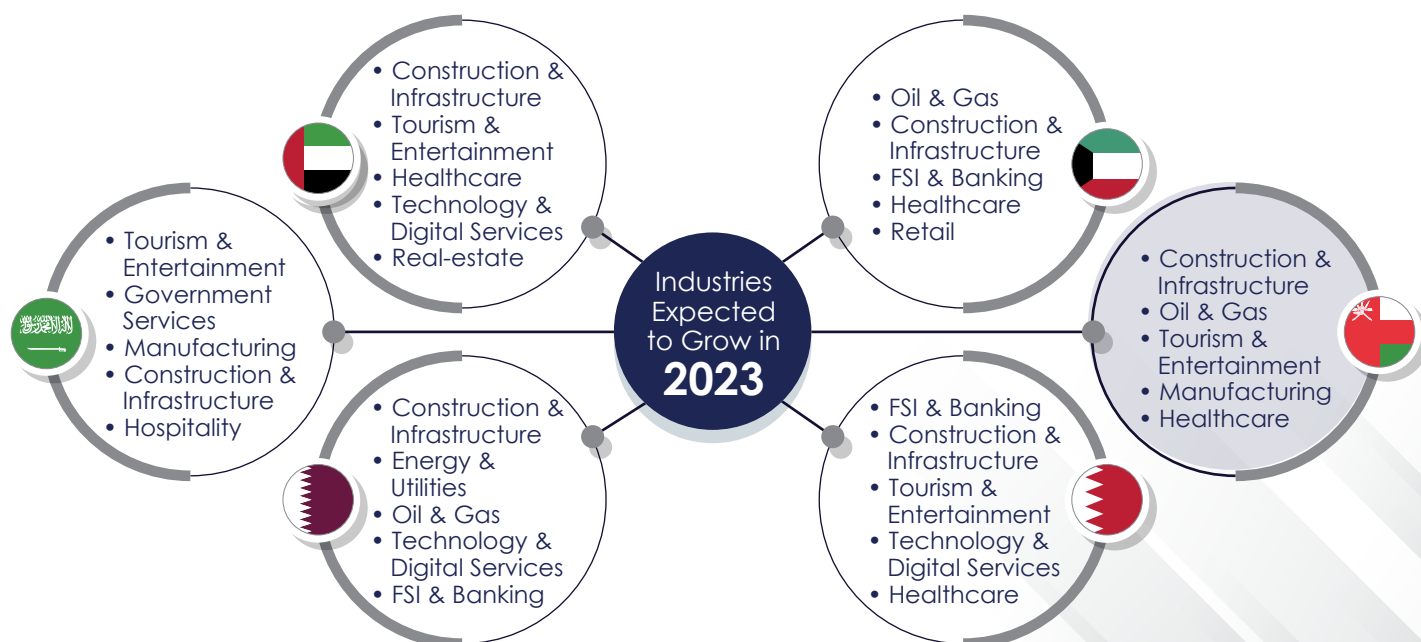 • Construction &
Infrastructure
• Tourism &
Entertainment
• Healthcare
• Technology &
Digital Services
• Real-estate
• Oil & Gas
• Construction &
Infrastructure
• FSI & Banking
• Healthcare
• Retail
• Tourism &
Entertainment
• Government
Services
• Manufacturing
• Construction &
Infrastructure
• Hospitality
Industries
Expected
to Grow in
2023
• Construction &
Infrastructure
• Oil & Gas
• Tourism &
Entertainment
• Manufacturing
• Healthcare
• Construction &
Infrastructure
• Energy &
Utilities
• Oil & Gas
• Technology &
Digital Services
• FSI & Banking
• FSI & Banking
• Construction &
Infrastructure
• Tourism &
Entertainment
• Technology &
Digital Services
• Healthcare